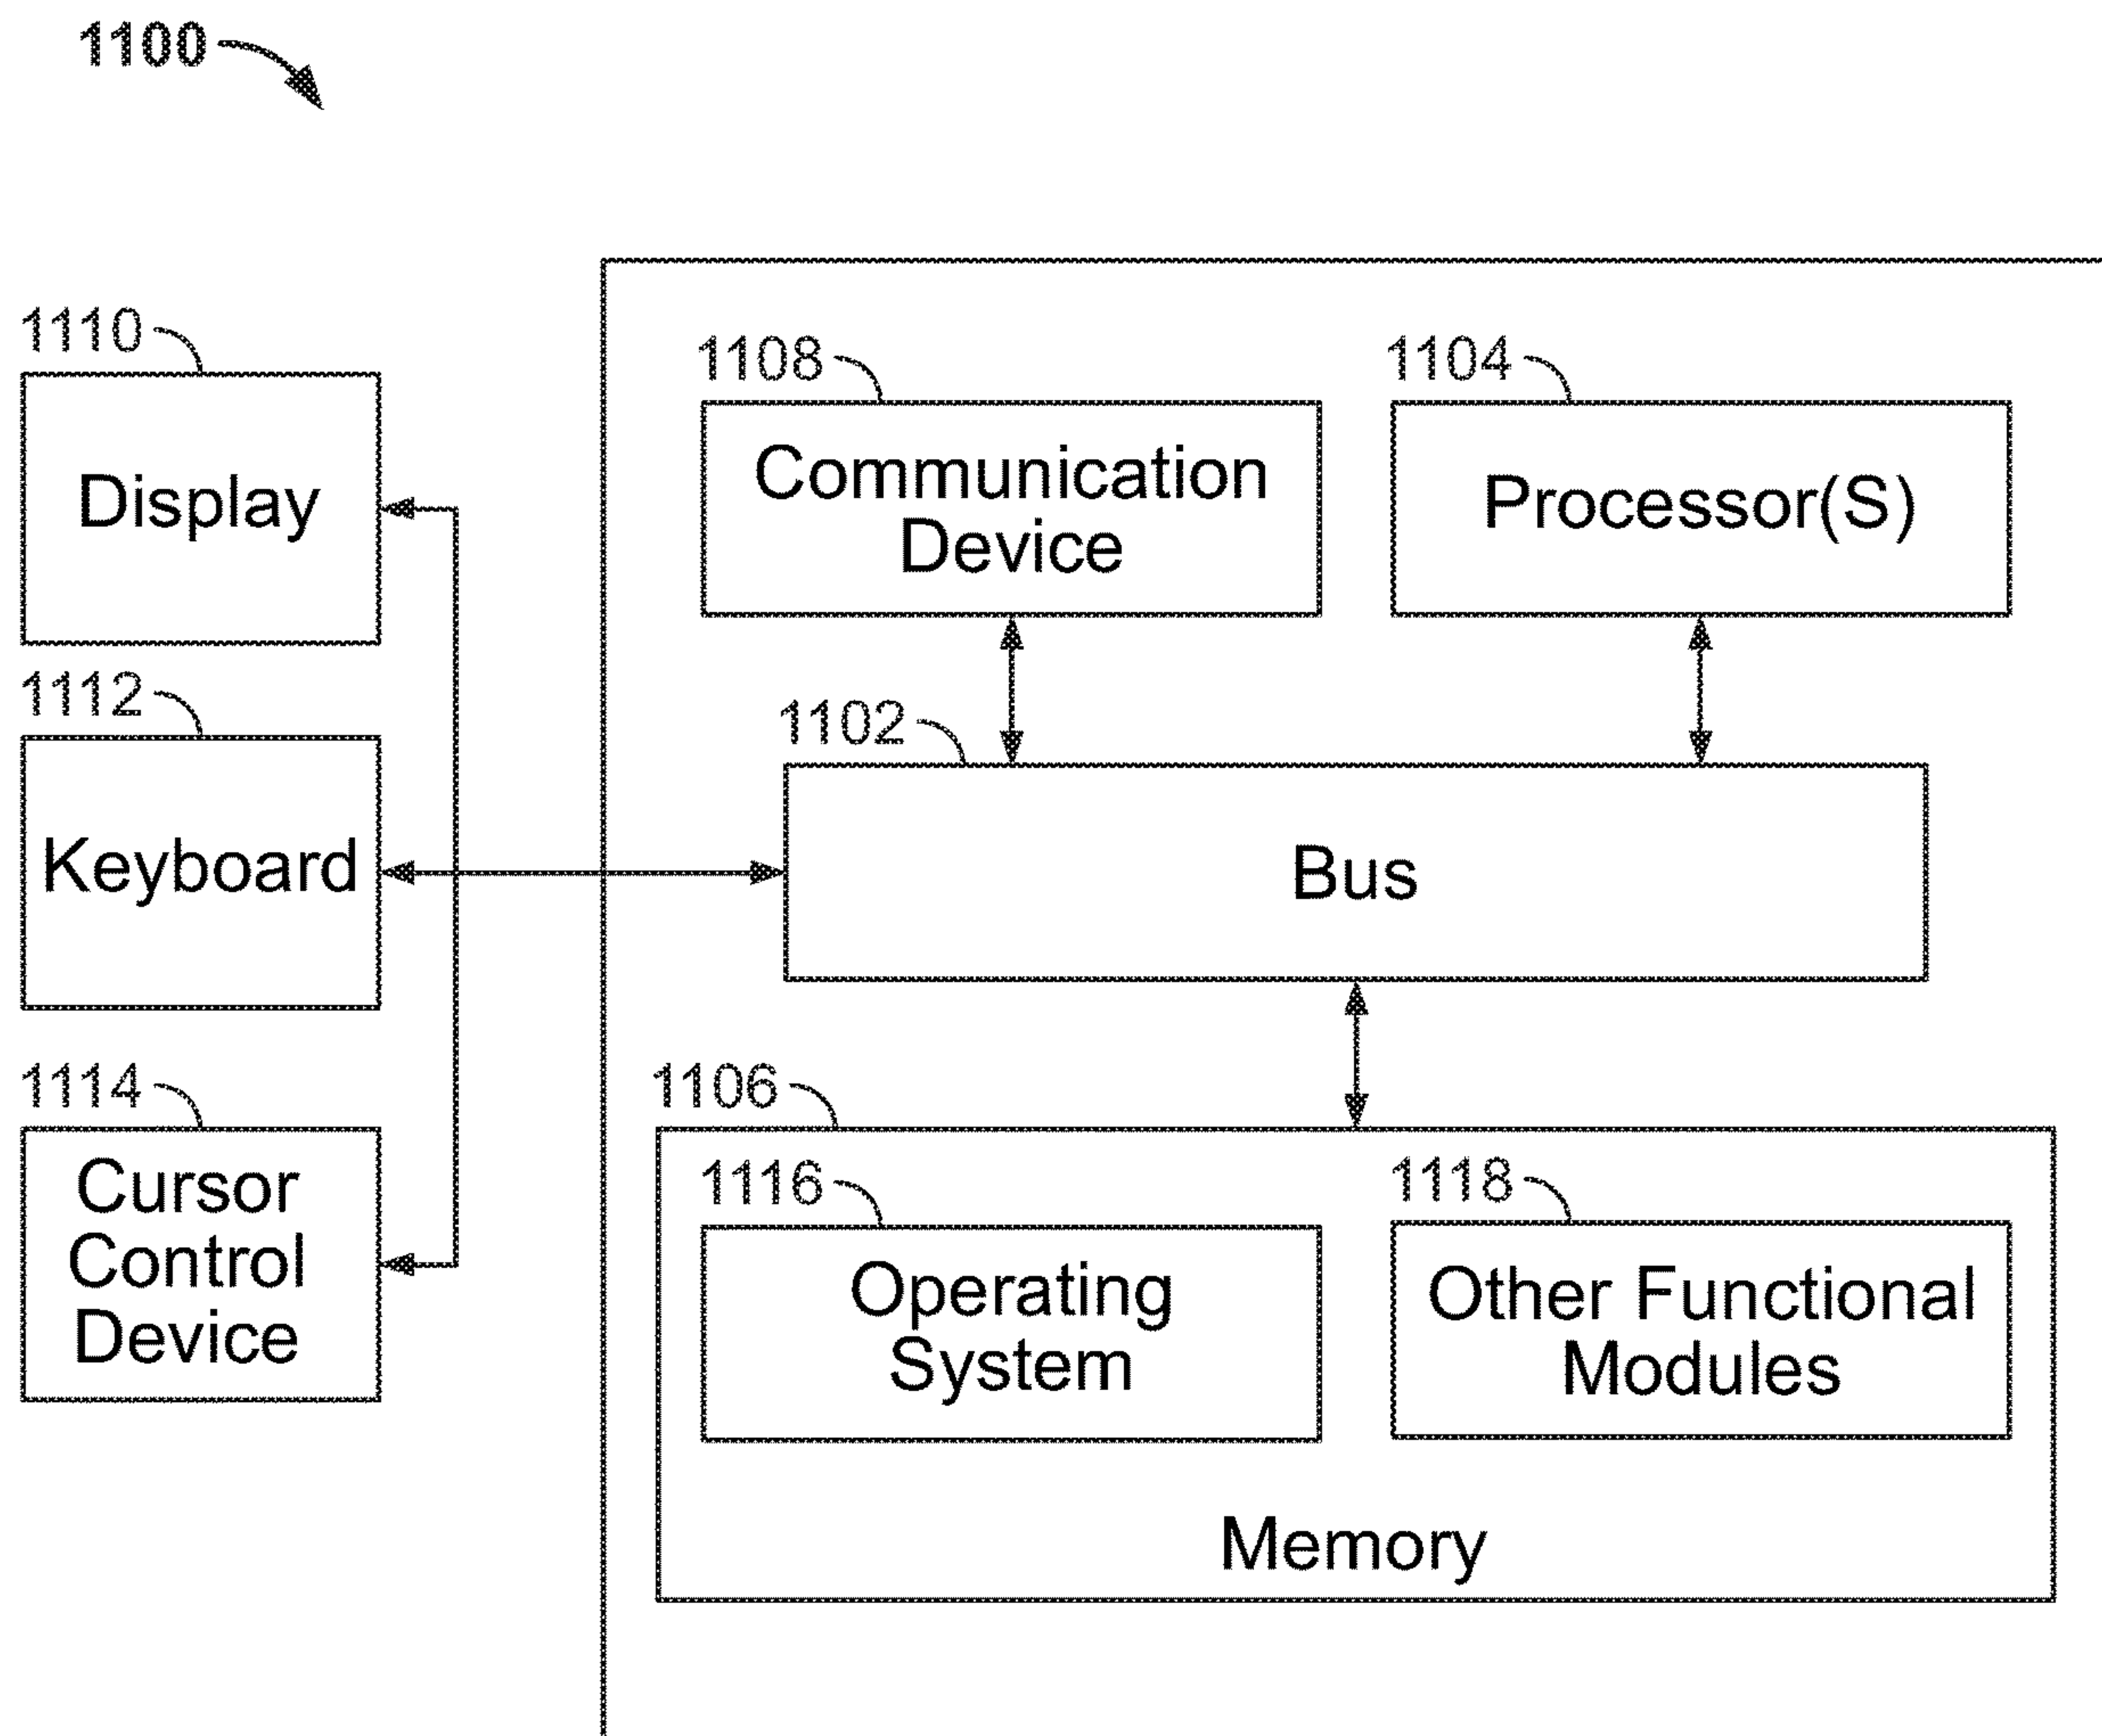 1100
1110
Display
1108
Communication
Device
1104
Processor(S)
1112
Keyboard
1102
Bus
1114
Cursor
Control
Device
1106
1116
Operating
System
1118
Other Functional
Modules
Memory